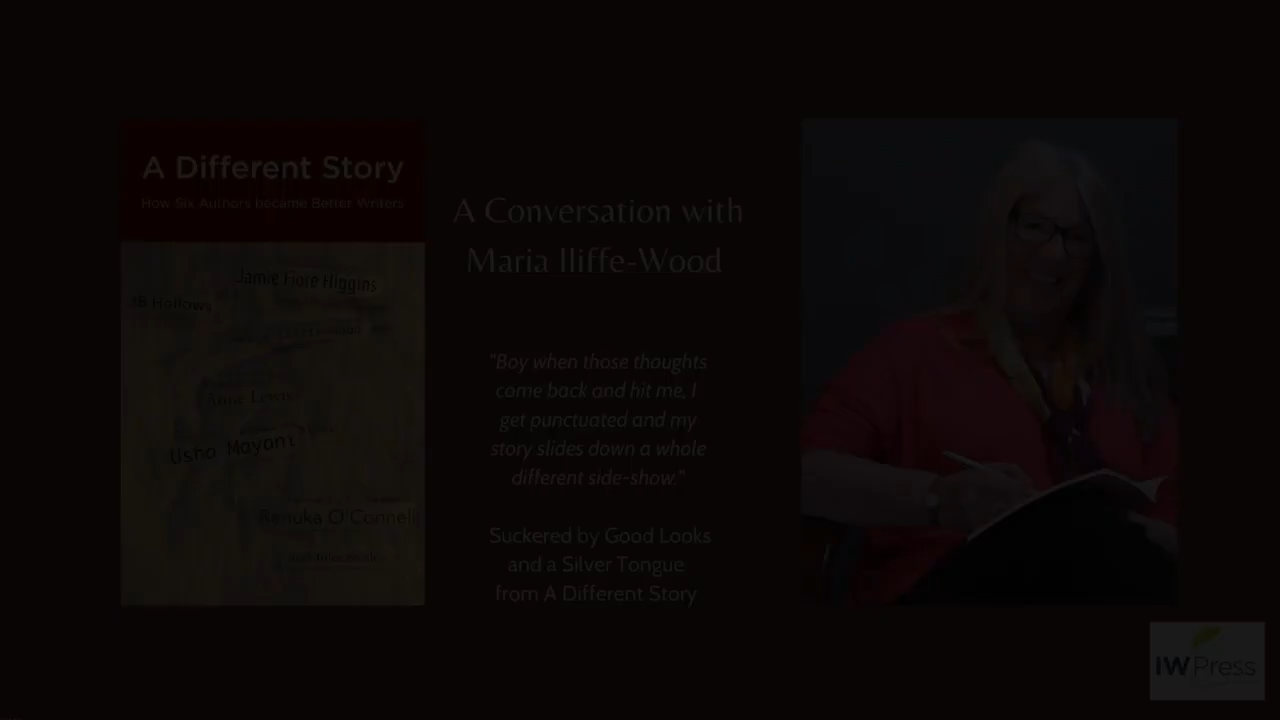 A Different Story
How Six Authors became Better Writers
Jamie Fiore Higgins
JB Hollows
Anne Lewis
Usha Mayani
Renuka O'Connell
A Conversation with
Maria Iliffe-Wood
"Boy when those thoughts
come back and hit me, I
get punctuated and my
story slides down a whole
different side-show."
Suckered by Good Looks
and a Silver Tongue
from A Different Story
IW Press